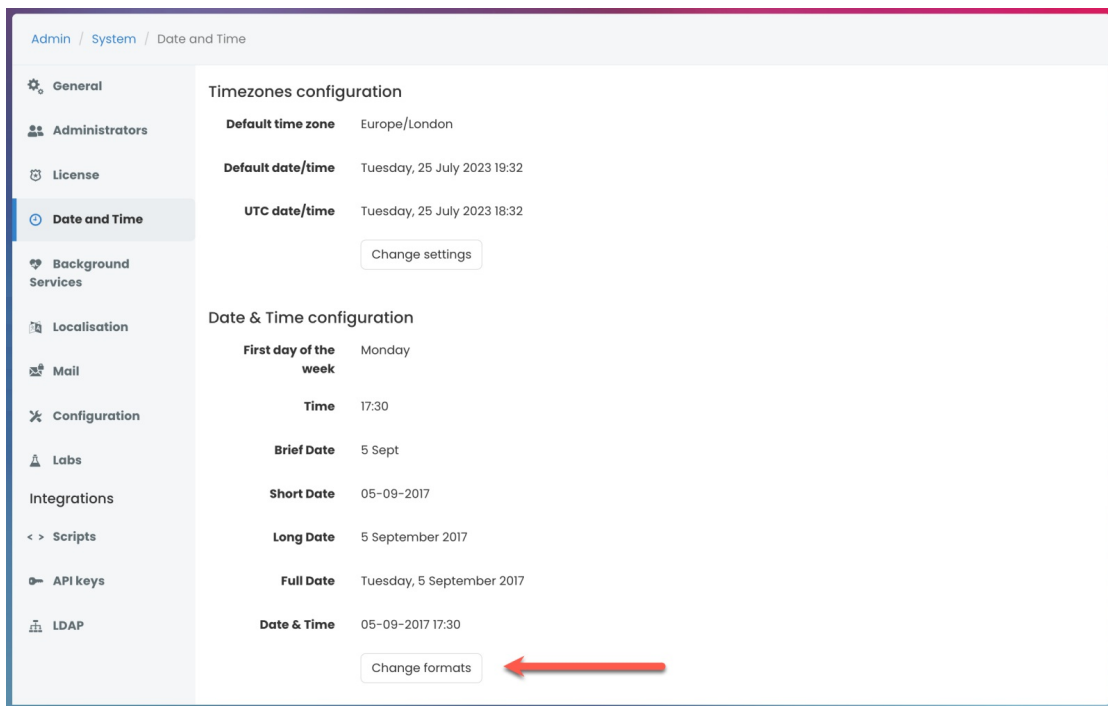 Admin / System / Date and Time
General
Administrators
License
Date and Time
Background
Services
Localisation
Mail
Configuration
Labs
Integrations
Scripts
API keys
LDAP
Timezones configuration
Default time zone Europe/London
Default date/time Tuesday, 25 July 2023 19:32
UTC date/time Tuesday, 25 July 2023 18:32
Change settings
Date & Time configuration
First day of the Monday
week
Time 17:30
Brief Date 5 Sept
Short Date 05-09-2017
Long Date 5 September 2017
Full Date Tuesday, 5 September 2017
Date & Time 05-09-2017 17:30
Change formats